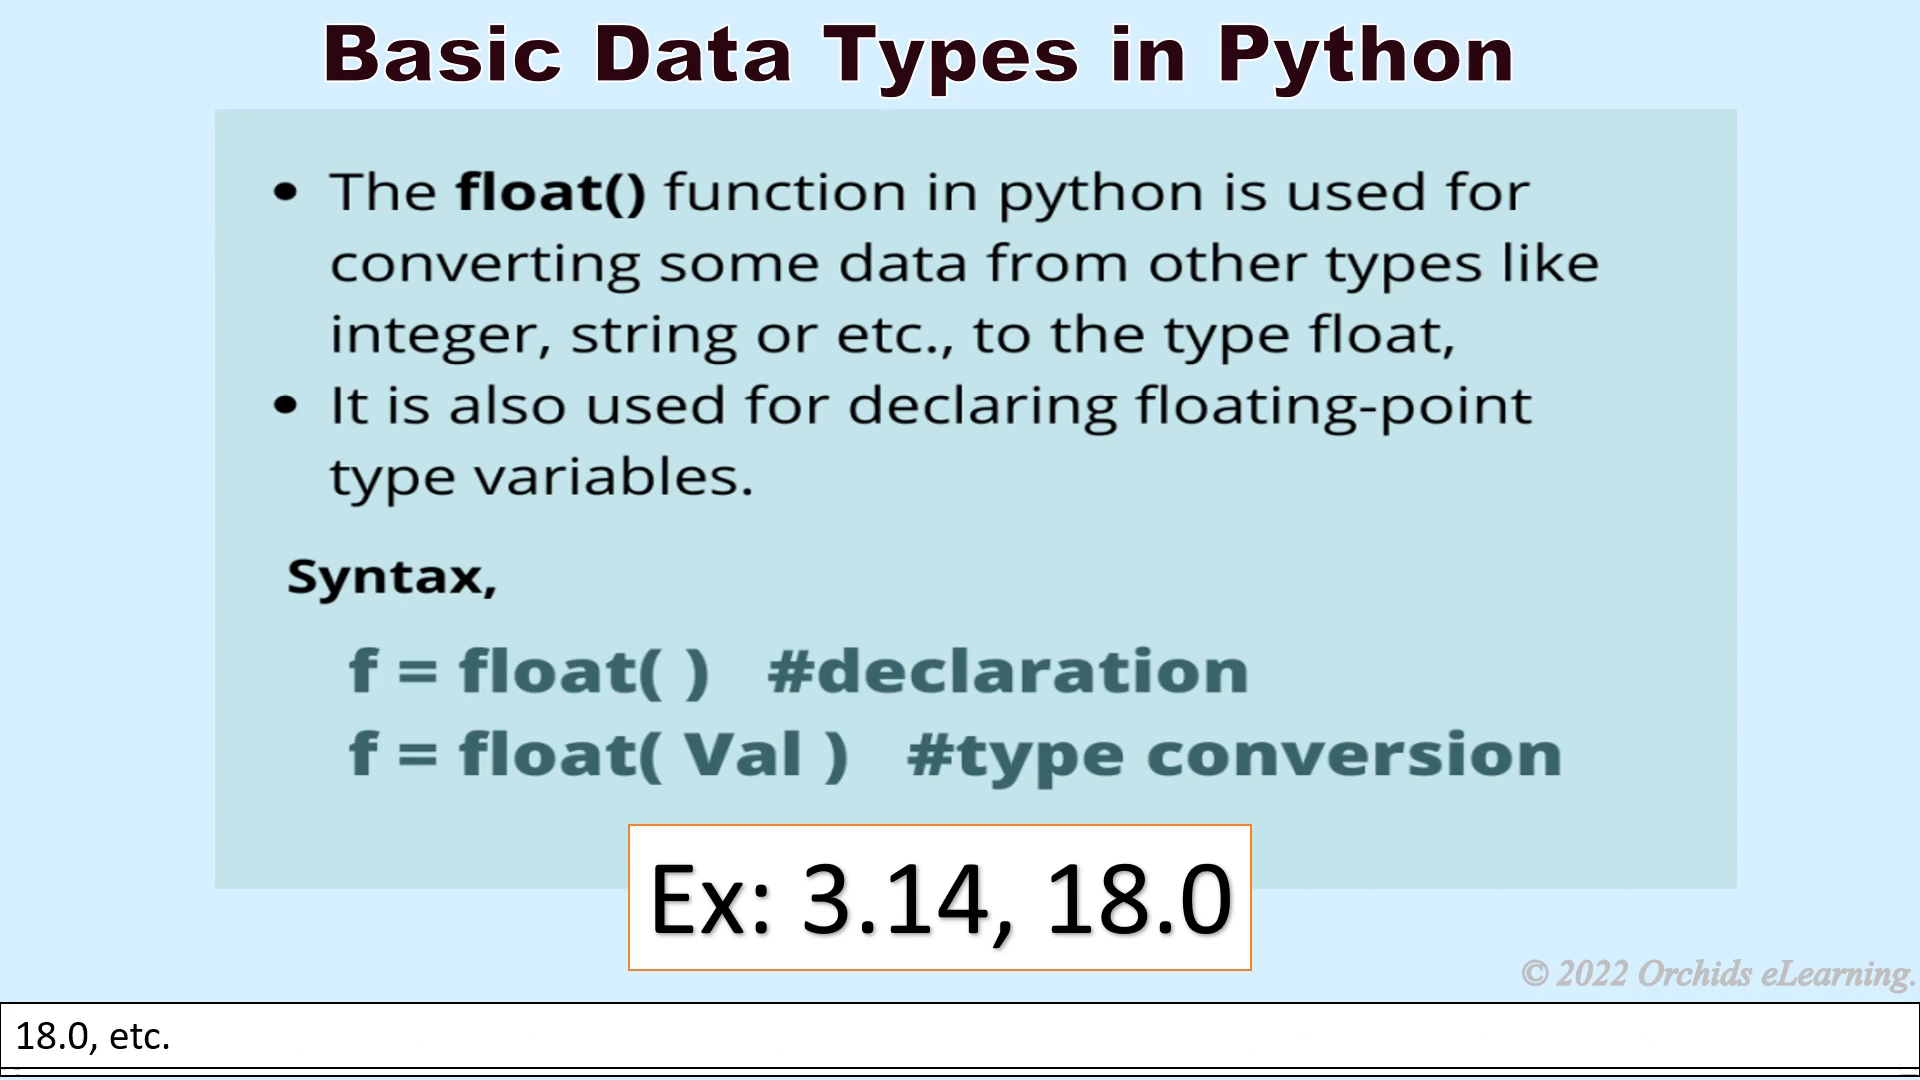 Basic Data Types in Python
• The float() function in python is used for
converting some data from other types like
integer, string or etc., to the type float,
• It is also used for declaring floating-point
type variables.
Syntax,
f = float( ) #declaration
f = float( Val ) #type conversion
Ex: 3.14, 18.0
© 2022 Orchids eLearning.
18.0, etc.